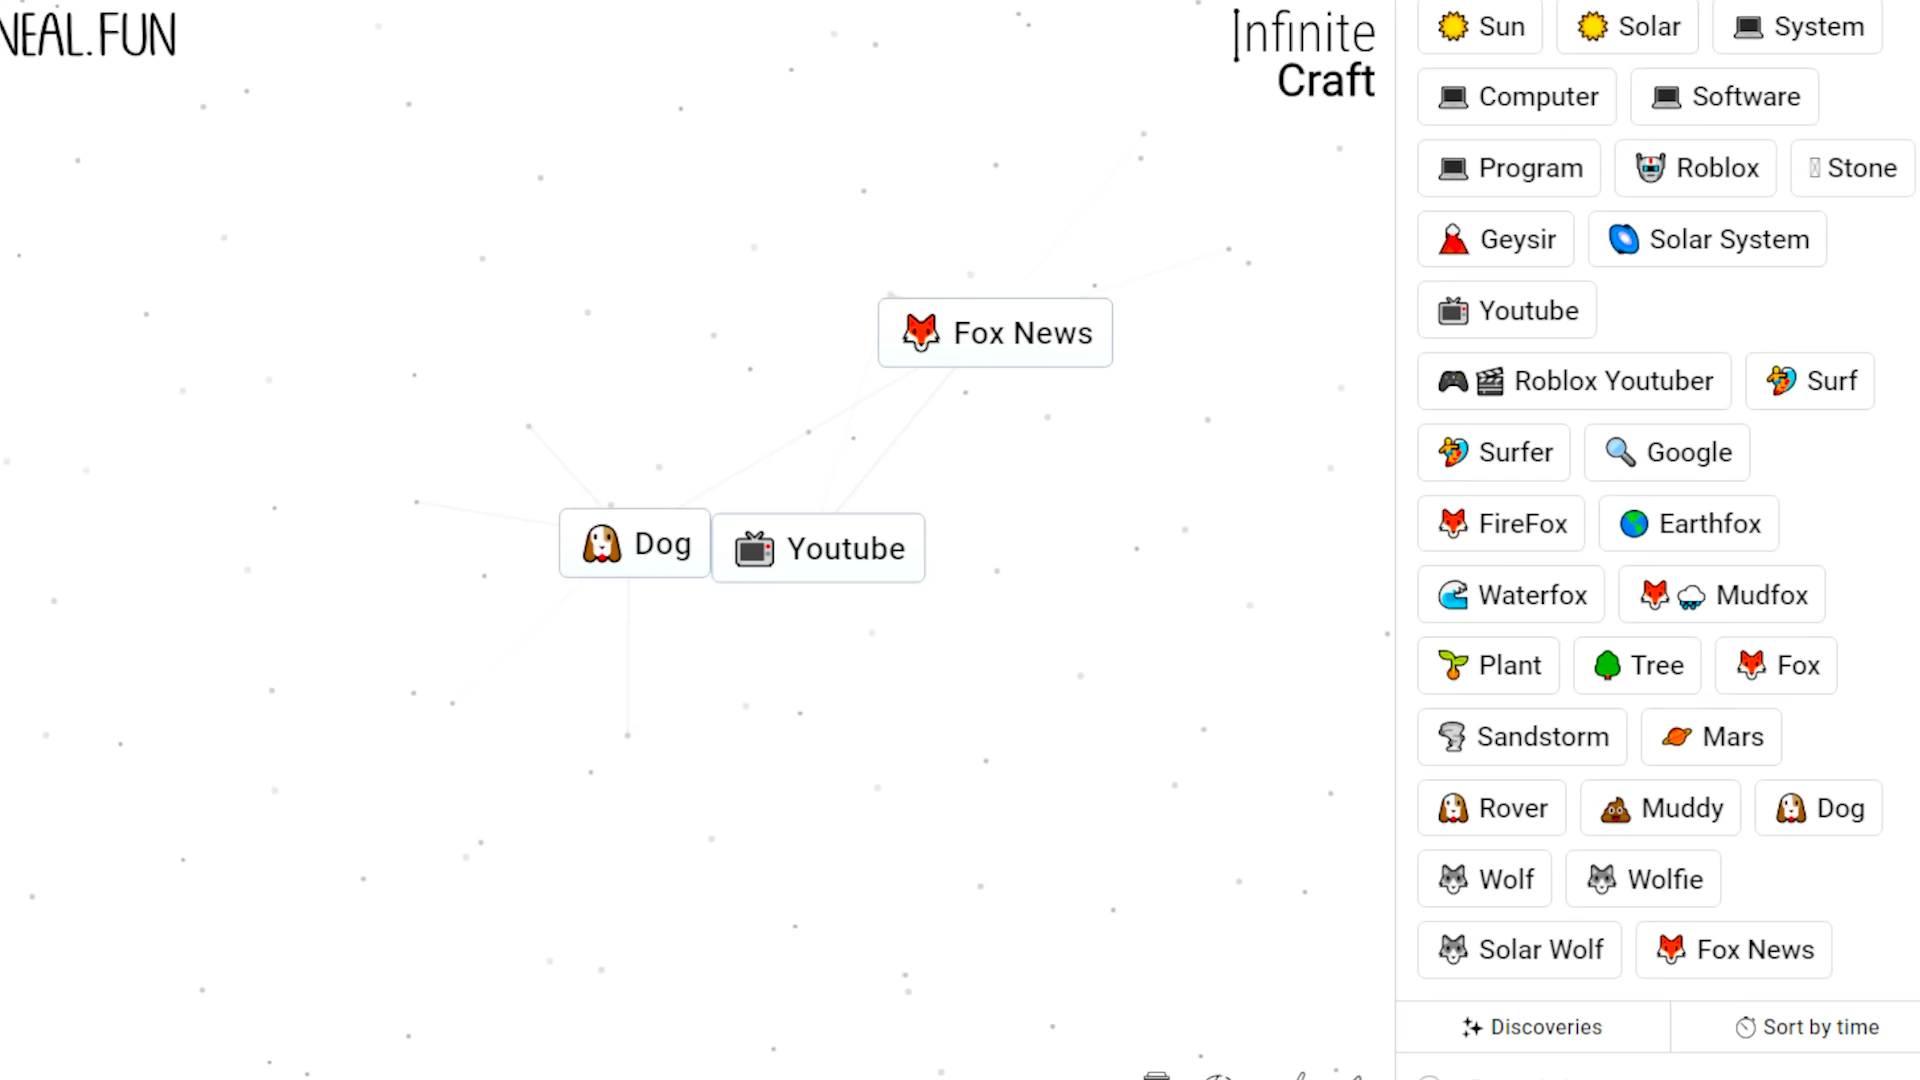 NEAL.FUN
Infinite
Craft
Fox News
Dog
Youtube
Sun Solar System
Computer Software
Program Roblox Stone
Geysir Solar System
Youtube
Roblox Youtuber Surf
Surfer Google
FireFox Earthfox
Waterfox Mudfox
Plant Tree Fox
Sandstorm Mars
Rover Muddy Dog
Wolf Wolfie
Solar Wolf Fox News
Discoveries Sort by time